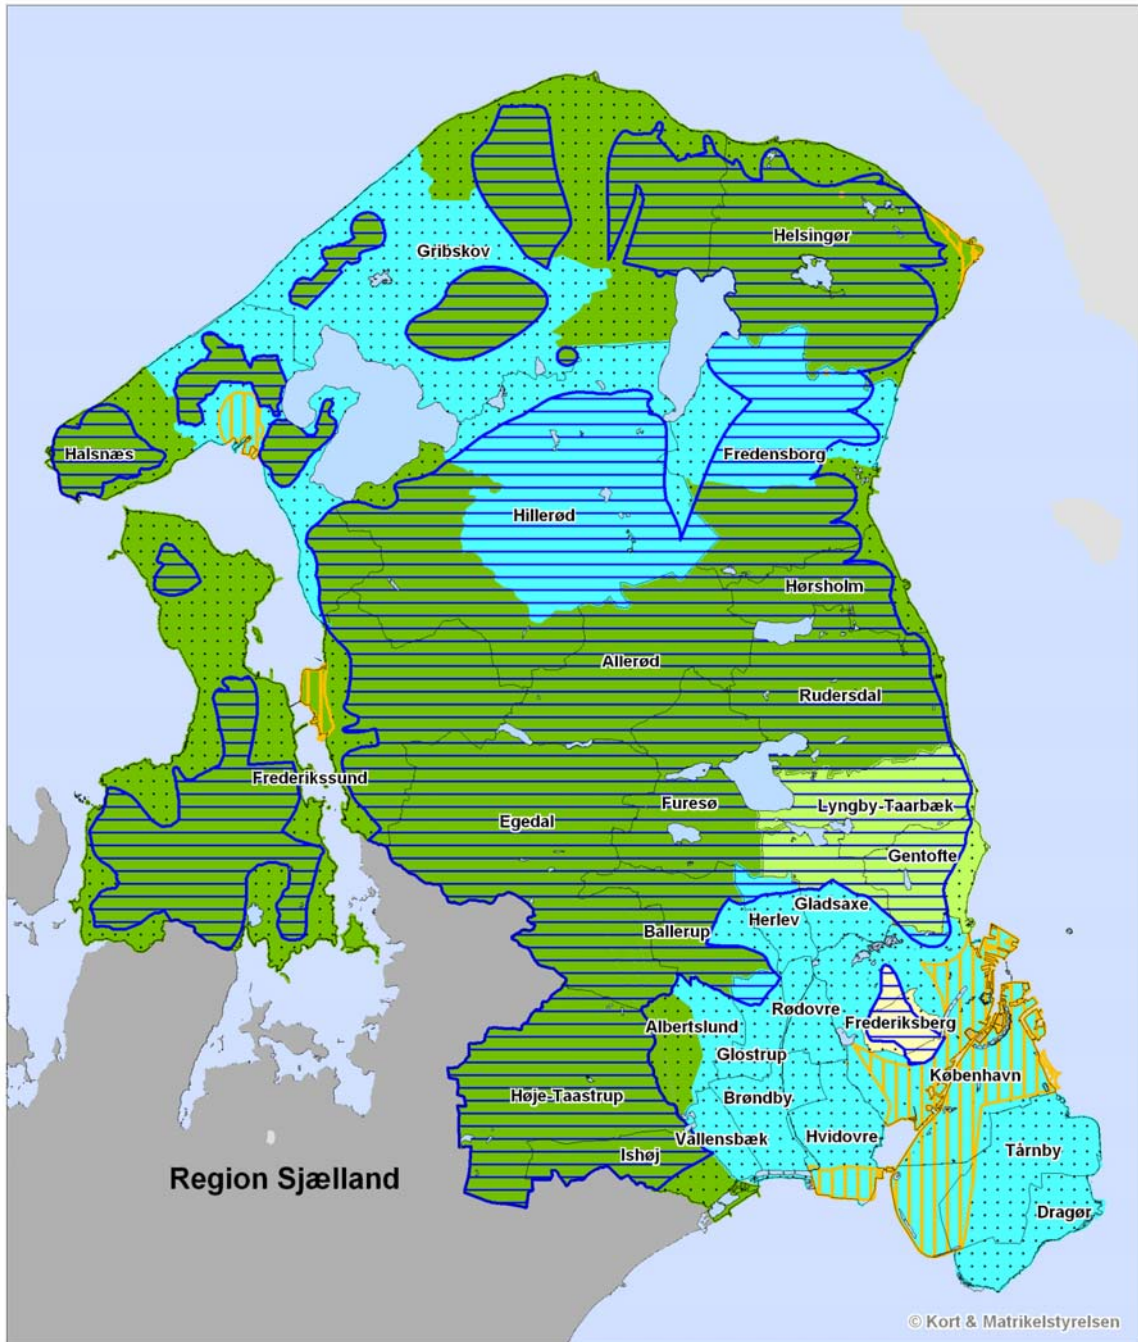 Helsingør
Gribskov
Halsnæs
Fredensborg
Hillerød
Hørsholm
Allerød
Rudersdal
Frederikssund
Furesø
Lyngby-Taarbæk
Egedal
Gentofte
Gladsaxe
Herlev
Ballerup
Rødovre
Frederiksberg
Albertslund
Glostrup
København
Høje-Taastrup
Brøndby
Vallensbæk
Hvidovre
Ishøj
Tårnby
Region Sjælland
Dragør
© Kort & Matrikelstyrelsen